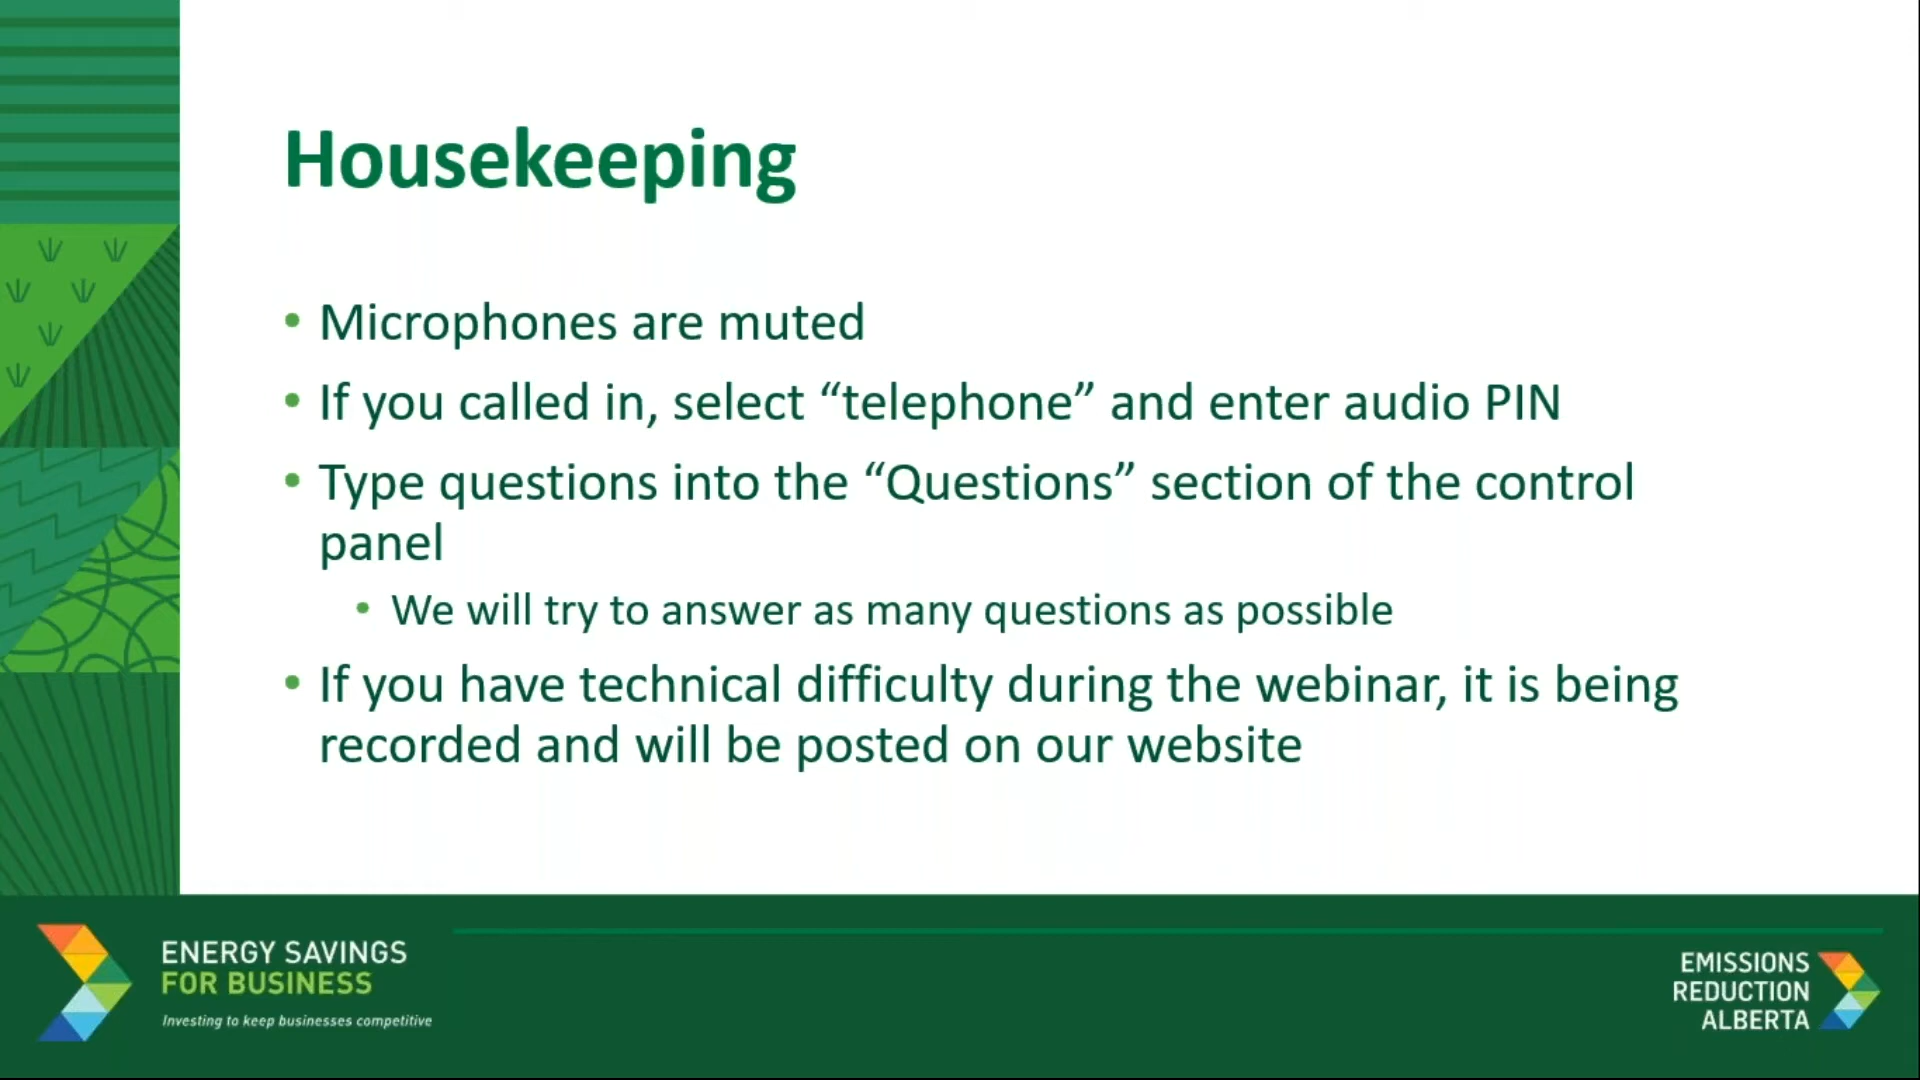 Housekeeping
• Microphones are muted
• If you called in, select “telephone” and enter audio PIN
• Type questions into the “Questions” section of the control
panel
• We will try to answer as many questions as possible
• If you have technical difficulty during the webinar, it is being
recorded and will be posted on our website
ENERGY SAVINGS
FOR BUSINESS
Investing to keep businesses competitive
EMISSIONS
REDUCTION
ALBERTA